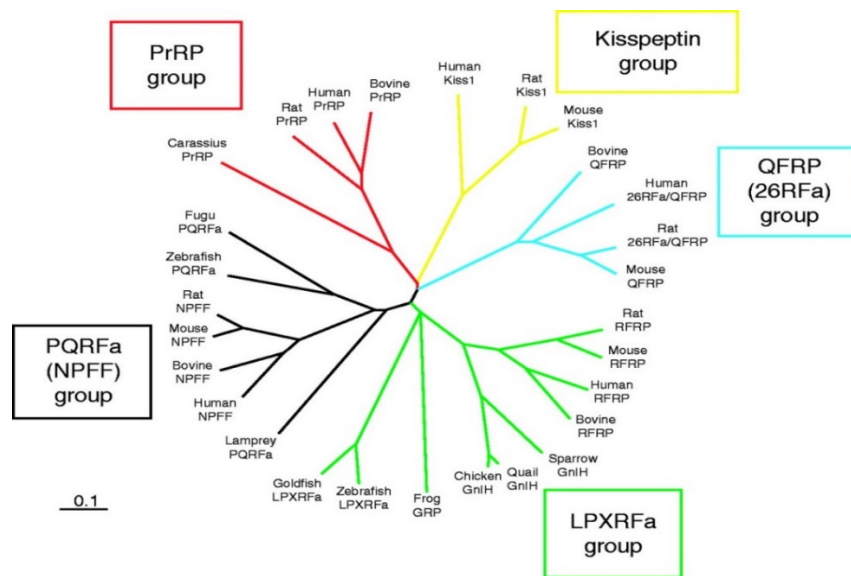 PrRP
group
Kisspeptin
group
QFRP
(26RFa)
group
PQRFa
(NPFF)
group
LPXRFa
group
Carassius
PrRP
Rat
PrRP
Human
PrRP
Bovine
PrRP
Human
Kiss1
Rat
Kiss1
Mouse
Kiss1
Bovine
QFRP
Human
26RFa/QFRP
Rat
26RFa/QFRP
Mouse
QFRP
Rat
RFRP
Mouse
RFRP
Human
RFRP
Bovine
RFRP
Sparrow
GnIH
Quail
GnIH
Chicken
GnIH
Frog
GRP
Zebrafish
LPXRFa
Goldfish
LPXRFa
Lamprey
PQRFa
Human
NPFF
Bovine
NPFF
Mouse
NPFF
Rat
NPFF
Zebrafish
PQRFa
Fugu
PQRFa
0.1